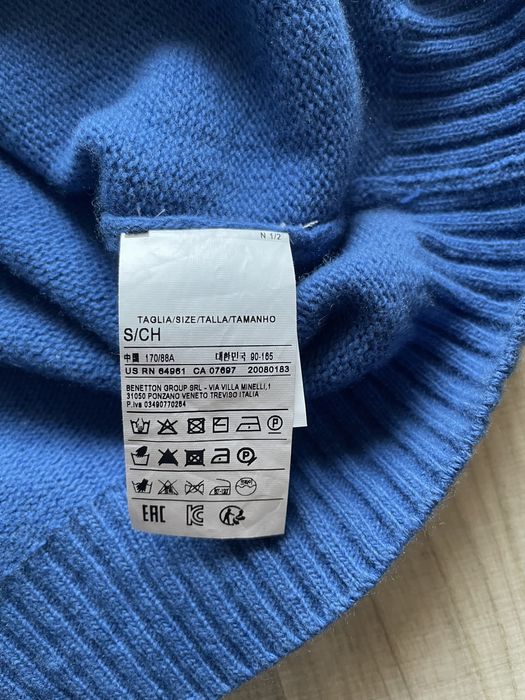 N 1/2
TAGLIA/SIZE/TALLA/TAMANHO
S/CH
中国 170/88A 대한민국 90-165
US RN 64961 CA 07697 20080183
BENETTON GROUP SRL - VIA VILLA MINELLI,1
31050 PONZANO VENETO TREVISO ITALIA
P.Iva 03490770264
P
P
EAC